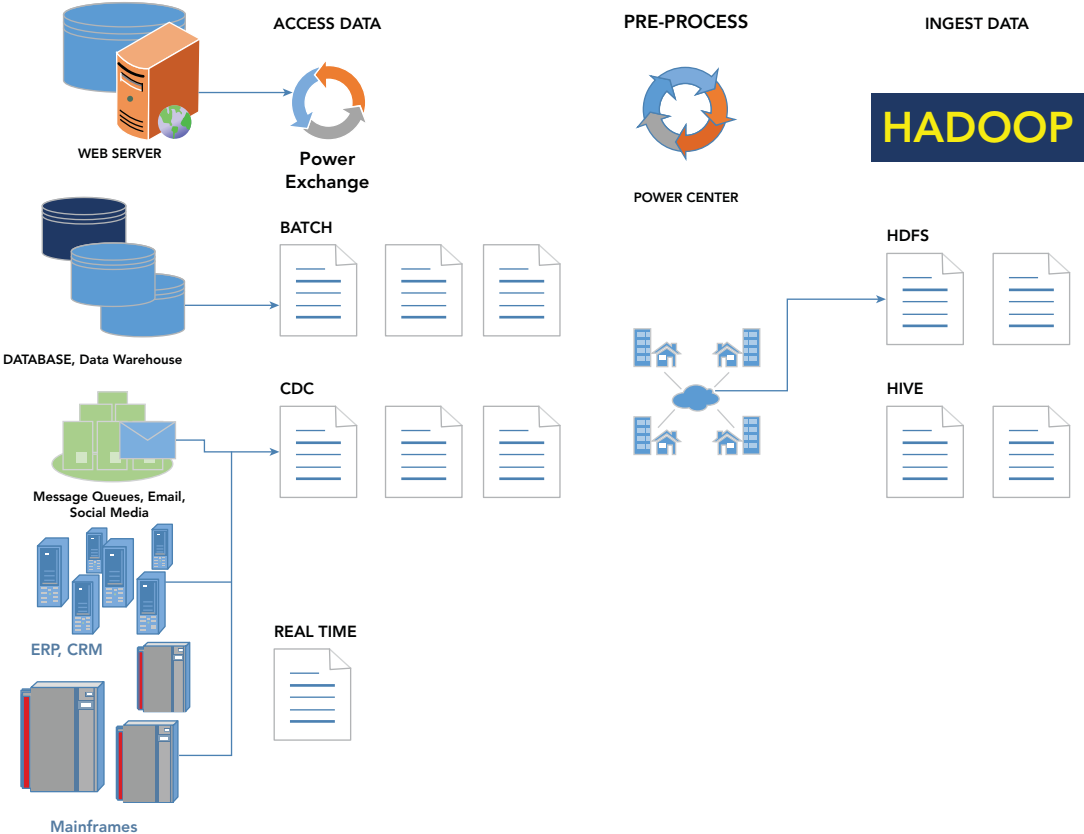 ACCESS DATA
PRE-PROCESS
INGEST DATA
HADOOP
WEB SERVER
Power
Exchange
POWER CENTER
BATCH
HDFS
DATABASE, Data Warehouse
CDC
HIVE
Message Queues, Email,
Social Media
ERP, CRM
REAL TIME
Mainframes